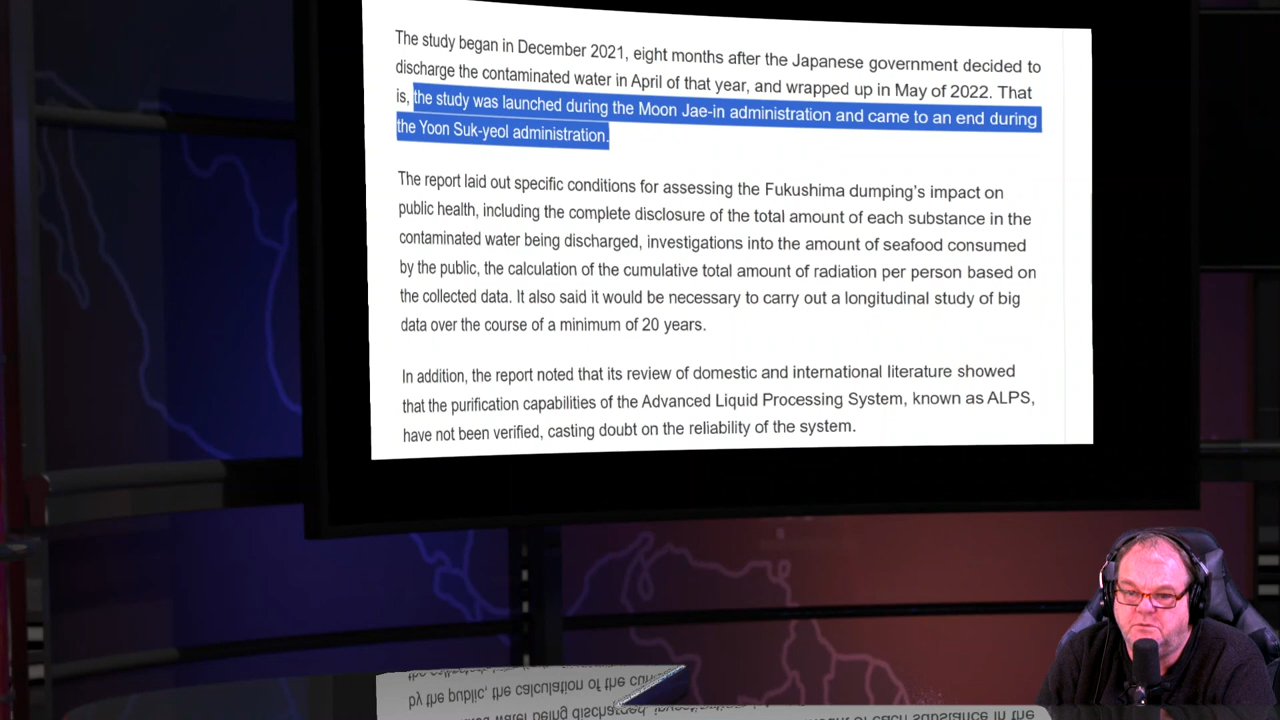 The study began in December 2021, eight months after the Japanese government decided to
discharge the contaminated water in April of that year, and wrapped up in May of 2022. That
is, the study was launched during the Moon Jae-in administration and came to an end during
the Yoon Suk-yeol administration.
The report laid out specific conditions for assessing the Fukushima dumping's impact on
public health, including the complete disclosure of the total amount of each substance in the
contaminated water being discharged, investigations into the amount of seafood consumed
by the public, the calculation of the cumulative total amount of radiation per person based on
the collected data. It also said it would be necessary to carry out a longitudinal study of big
data over the course of a minimum of 20 years.
In addition, the report noted that its review of domestic and international literature showed
that the purification capabilities of the Advanced Liquid Processing System, known as ALPS,
have not been verified, casting doubt on the reliability of the system.